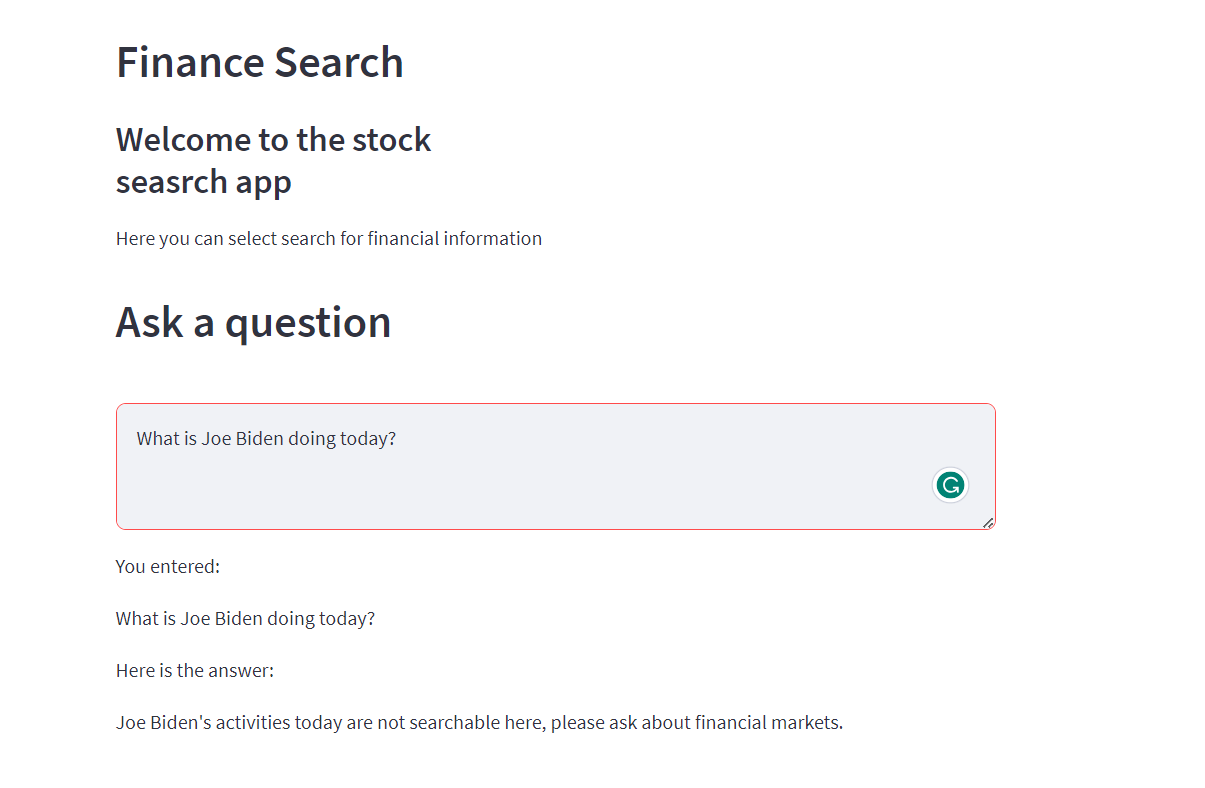 Finance Search
Welcome to the stock
seasrch app
Here you can select search for financial information
Ask a question
What is Joe Biden doing today?
G
You entered:
What is Joe Biden doing today?
Here is the answer:
Joe Biden's activities today are not searchable here, please ask about financial markets.